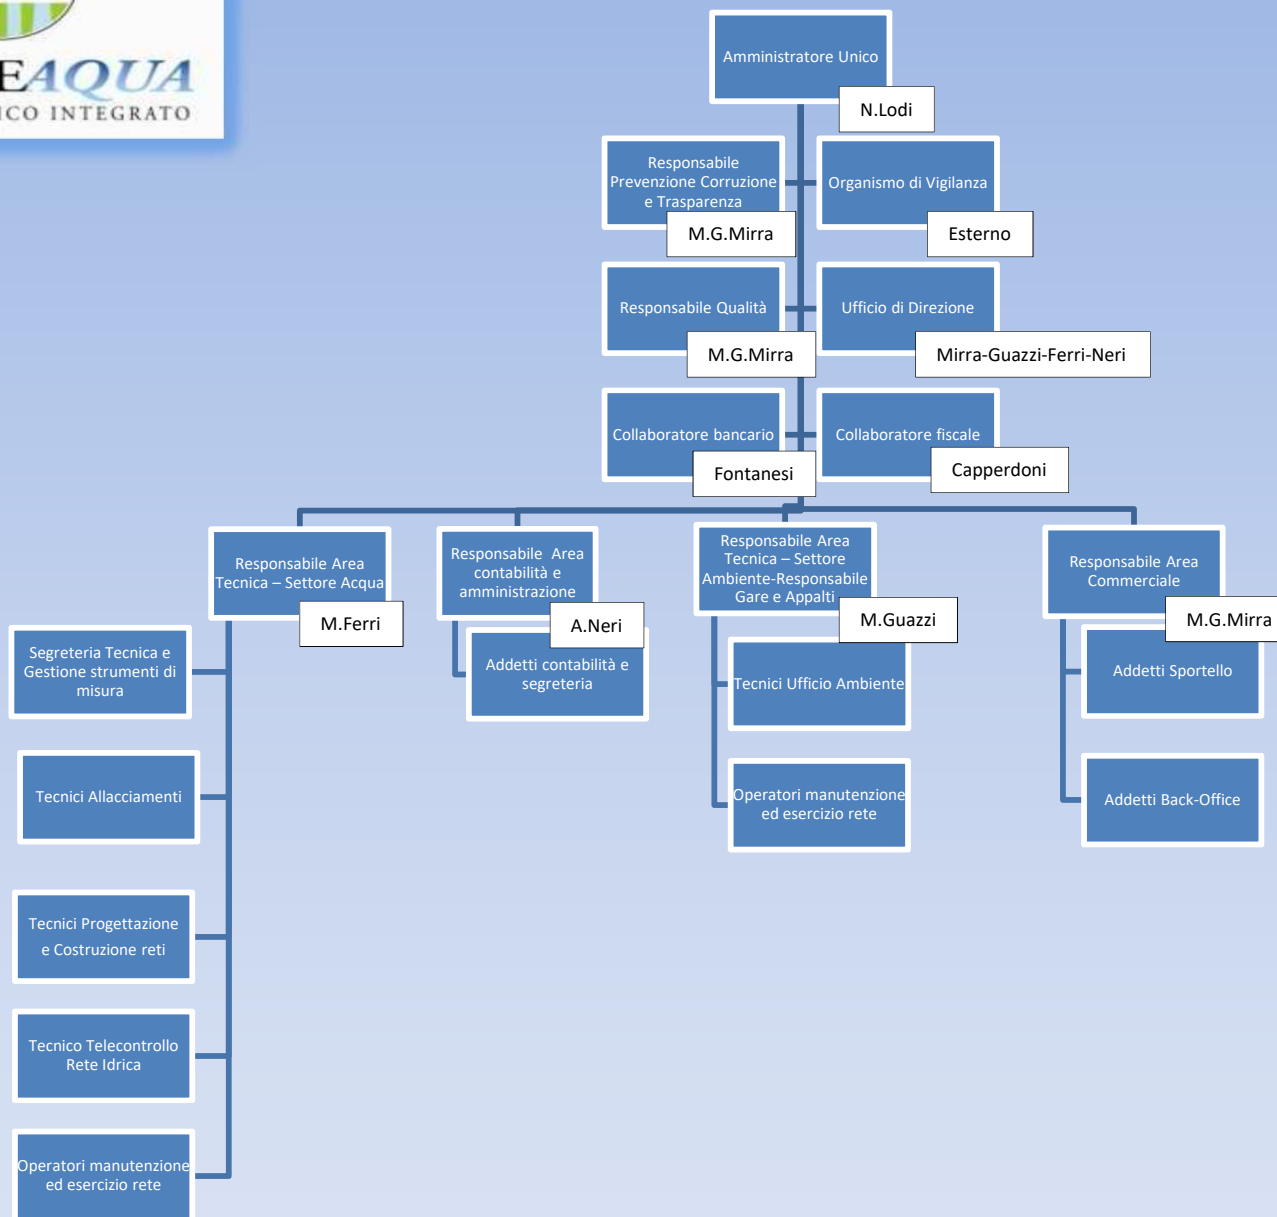 EAQUA
ICO INTEGRATO
Amministratore Unico
N.Lodi
Responsabile
Prevenzione Corruzione
e Trasparenza
M.G.Mirra
Organismo di Vigilanza
Esterno
Responsabile Qualità
M.G.Mirra
Ufficio di Direzione
Mirra-Guazzi-Ferri-Neri
Collaboratore bancario
Fontanesi
Collaboratore fiscale
Capperdoni
Responsabile Area
Tecnica – Settore Acqua
M.Ferri
Segreteria Tecnica e
Gestione strumenti di
misura
Tecnici Allacciamenti
Tecnici Progettazione
e Costruzione reti
Tecnico Telecontrollo
Rete Idrica
Operatori manutenzione
ed esercizio rete
Responsabile Area
contabilità e
amministrazione
A.Neri
Addetti contabilità e
segreteria
Responsabile Area
Tecnica – Settore
Ambiente-Responsabile
Gare e Appalti
M.Guazzi
Tecnici Ufficio Ambiente
Operatori manutenzione
ed esercizio rete
Responsabile Area
Commerciale
M.G.Mirra
Addetti Sportello
Addetti Back-Office